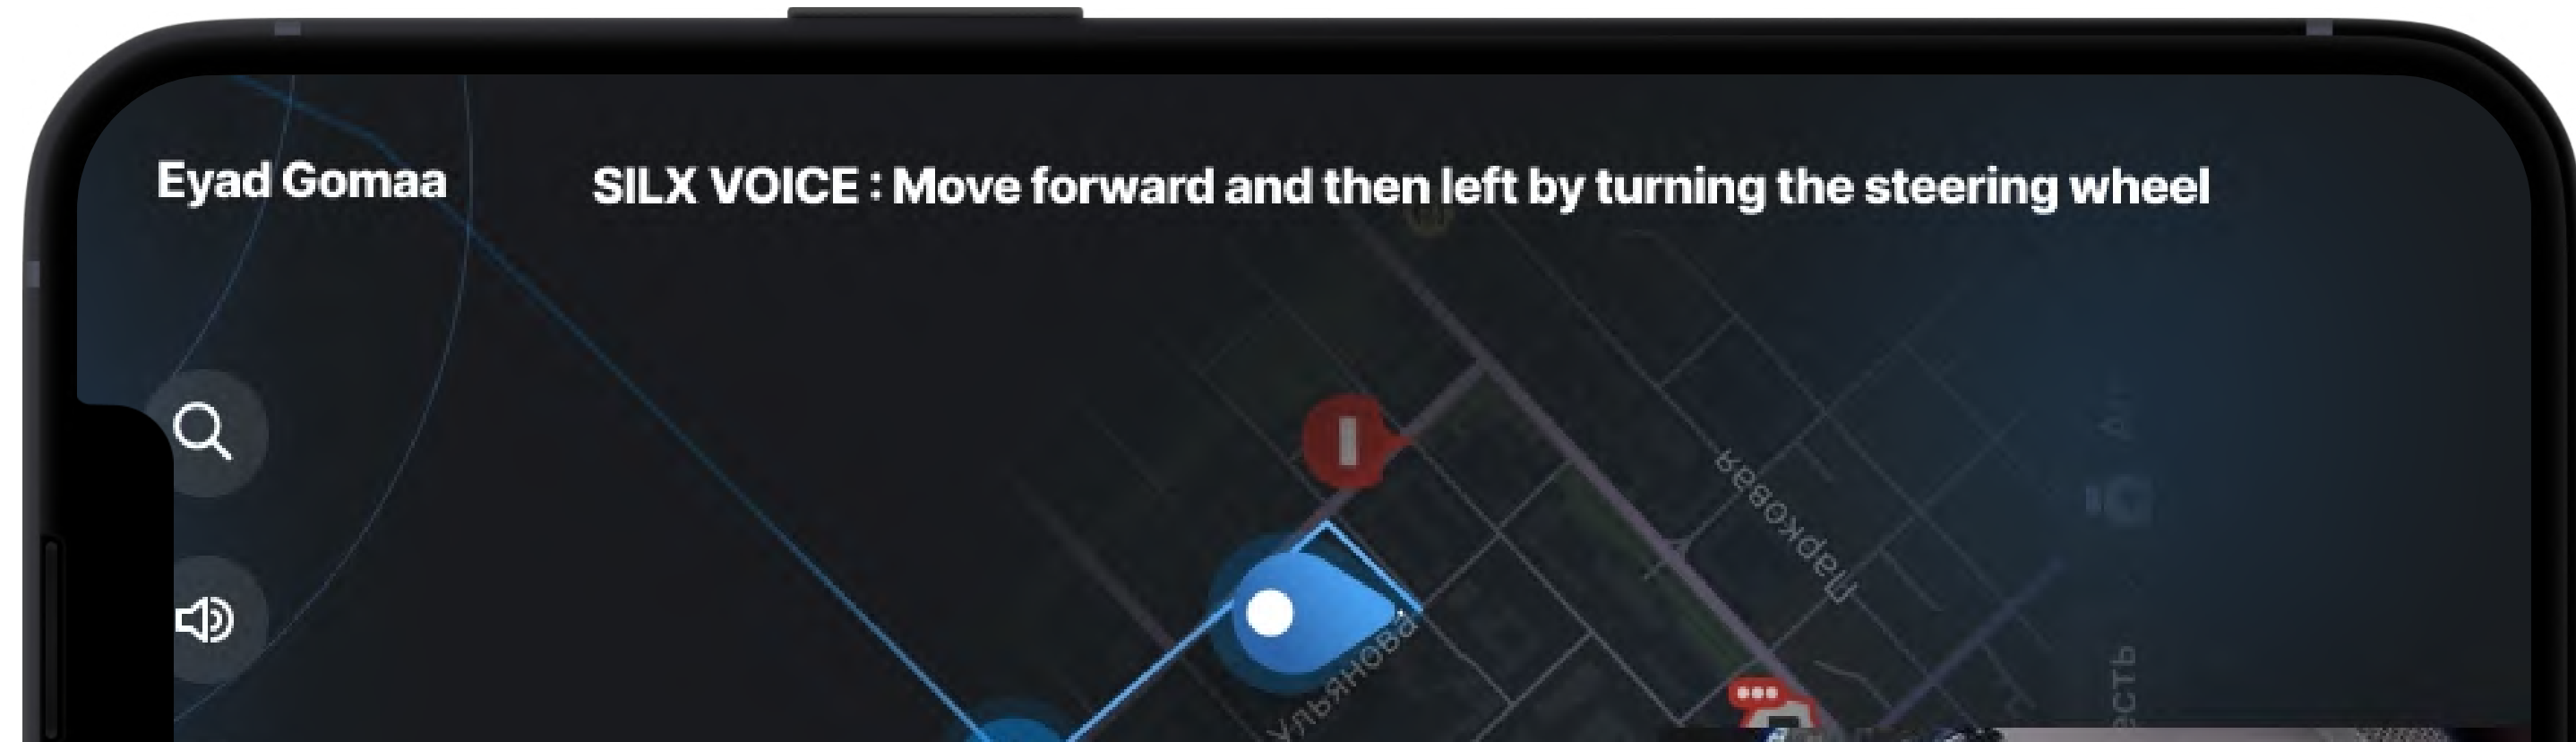 Eyad Gomaa
SILX VOICE : Move forward and then left by turning the steering wheel
Парковая
Ульянова